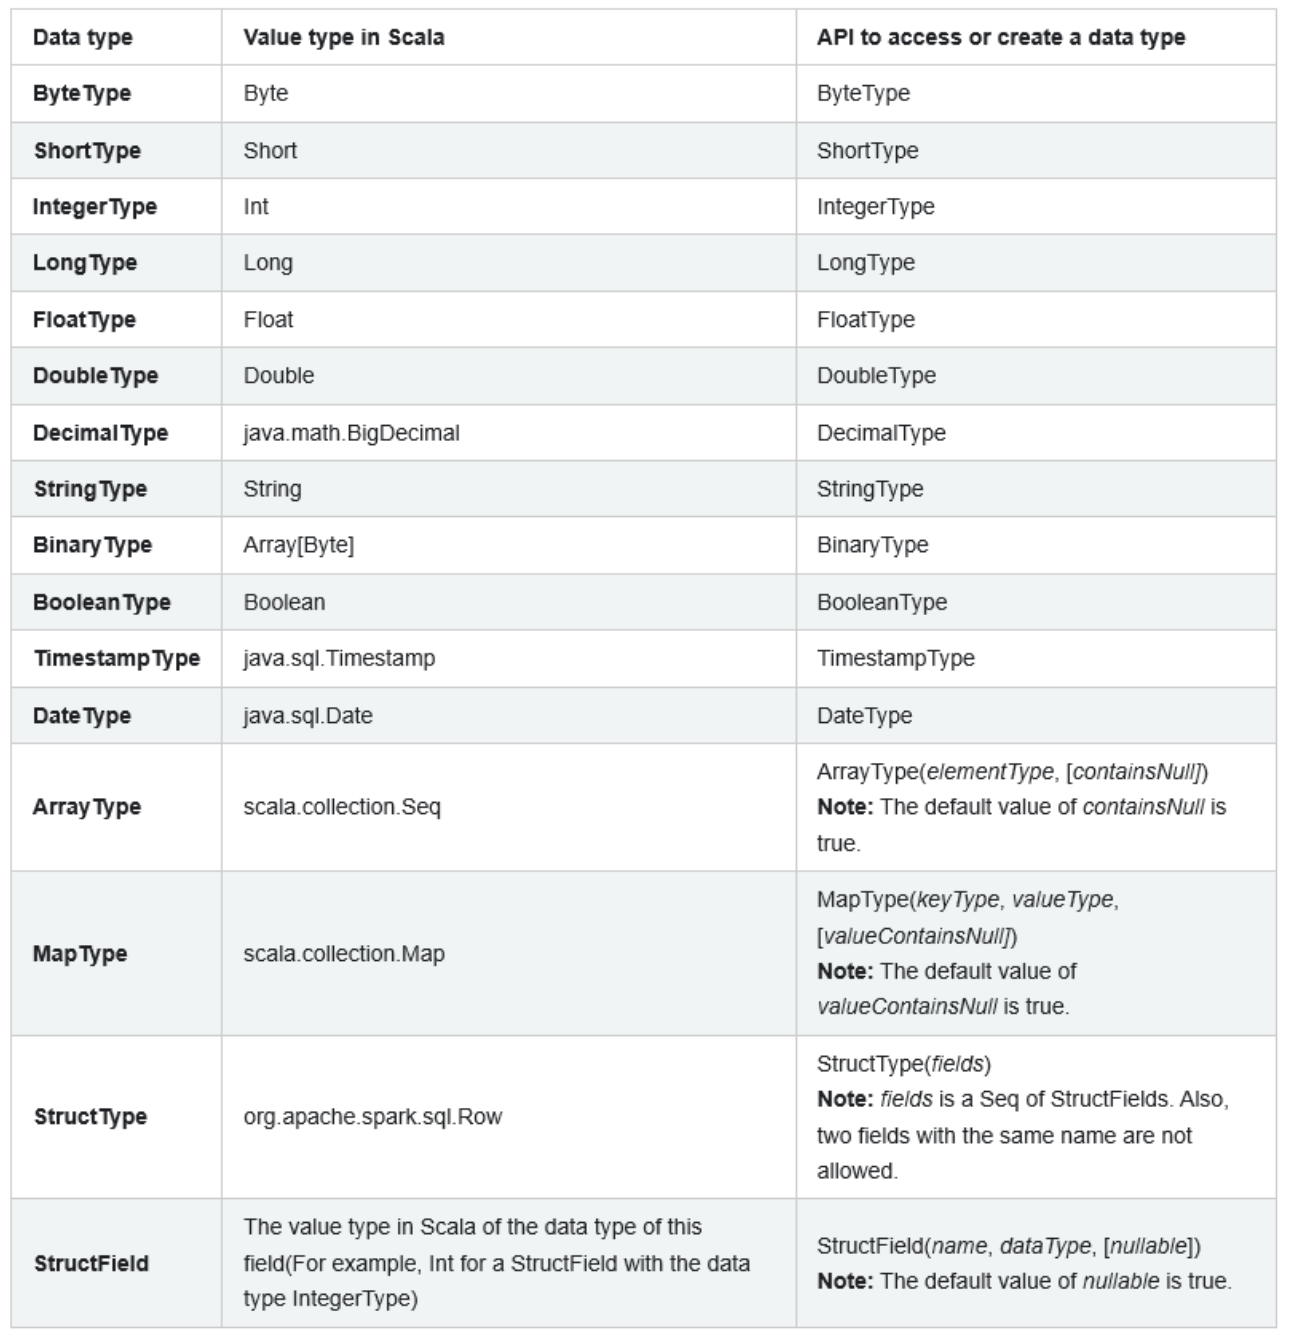 Data type Value type in Scala API to access or create a data type
ByteType Byte ByteType
ShortType Short ShortType
IntegerType Int IntegerType
LongType Long LongType
FloatType Float FloatType
DoubleType Double DoubleType
DecimalType java.math.BigDecimal DecimalType
StringType String StringType
BinaryType Array[Byte] BinaryType
BooleanType Boolean BooleanType
TimestampType java.sql.Timestamp TimestampType
DateType java.sql.Date DateType
ArrayType scala.collection.Seq ArrayType(elementType, [containsNull])
Note: The default value of containsNull is
true.
MapType scala.collection.Map MapType(keyType, valueType,
[valueContainsNull])
Note: The default value of
valueContainsNull is true.
StructType org.apache.spark.sql.Row StructType(fields)
Note: fields is a Seq of StructFields. Also,
two fields with the same name are not
allowed.
StructField
The value type in Scala of the data type of this
field(For example, Int for a StructField with the data
type IntegerType)
StructField(name, dataType, [nullable])
Note: The default value of nullable is true.